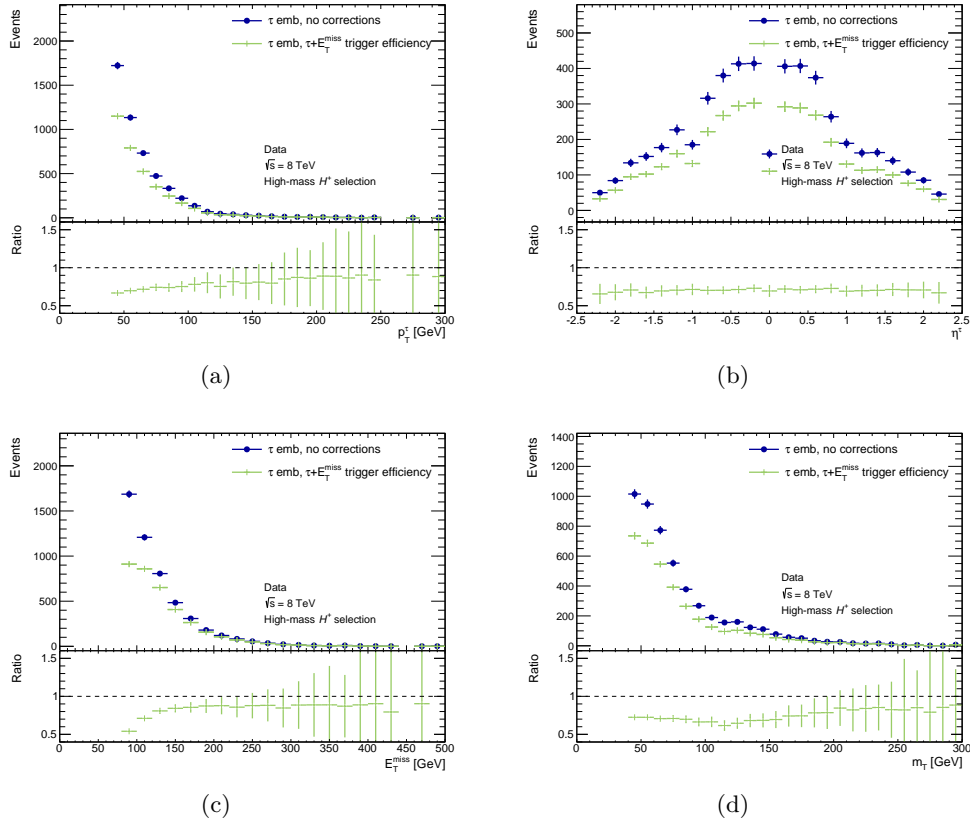 Events
2000
1500
1000
500
0
τ emb, no corrections
τ emb, τ+E_T^miss trigger efficiency
Data
√s = 8 TeV
High-mass H⁺ selection
Ratio
1.5
1
0.5
0 50 100 150 200 250 300
p_T^τ [GeV]
(a)
Events
500
400
300
200
100
0
τ emb, no corrections
τ emb, τ+E_T^miss trigger efficiency
Data
√s = 8 TeV
High-mass H⁺ selection
Ratio
1.5
1
0.5
-2.5 -2 -1.5 -1 -0.5 0 0.5 1 1.5 2 2.5
η^τ
(b)
Events
2000
1500
1000
500
0
τ emb, no corrections
τ emb, τ+E_T^miss trigger efficiency
Data
√s = 8 TeV
High-mass H⁺ selection
Ratio
1.5
1
0.5
0 50 100 150 200 250 300 350 400 450 500
E_T^miss [GeV]
(c)
Events
1400
1200
1000
800
600
400
200
0
τ emb, no corrections
τ emb, τ+E_T^miss trigger efficiency
Data
√s = 8 TeV
High-mass H⁺ selection
Ratio
1.5
1
0.5
0 50 100 150 200 250 300
m_T [GeV]
(d)